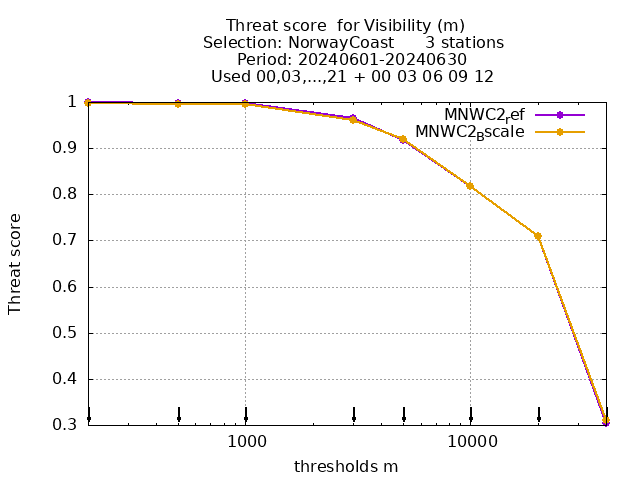 Threat score  for Visibility (m)
Selection: NorwayCoast      3 stations
Period: 20240601-20240630
Used 00,03,...,21 + 00 03 06 09 12
MNWC2ref
MNWC2Bscale
1
0.9
0.8
0.7
0.6
0.5
0.4
0.3
Threat score
1000
10000
thresholds m